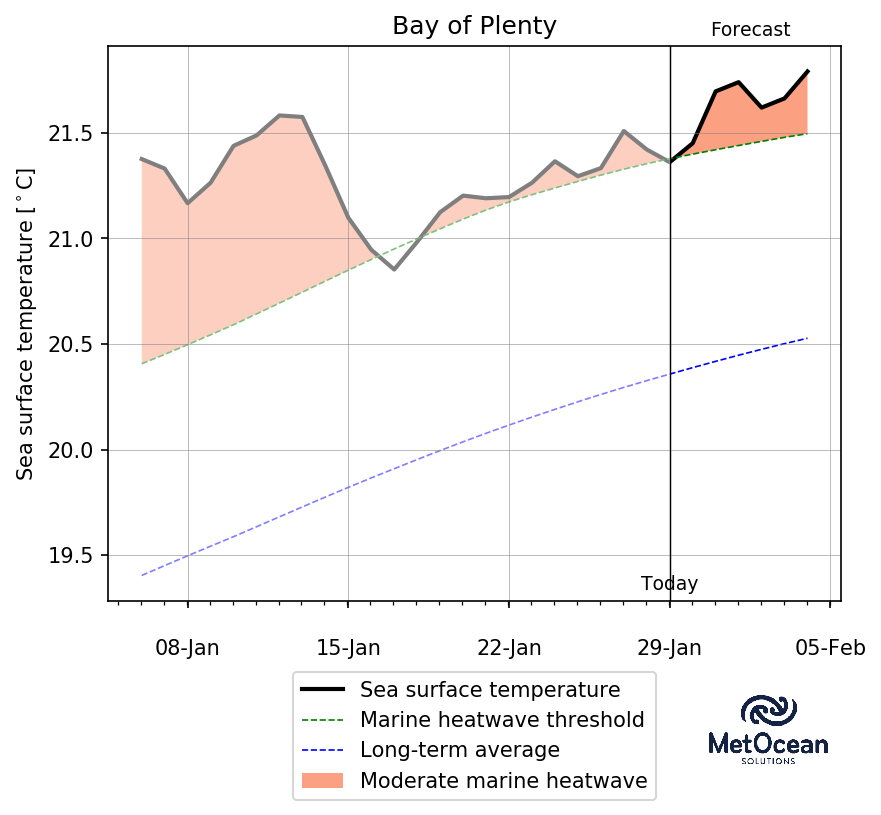 Bay of Plenty
Forecast
Sea surface temperature [°C]
21.5
21.0
20.5
20.0
19.5
Today
08-Jan
15-Jan
22-Jan
29-Jan
05-Feb
Sea surface temperature
Marine heatwave threshold
Long-term average
Moderate marine heatwave
MetOcean
SOLUTIONS